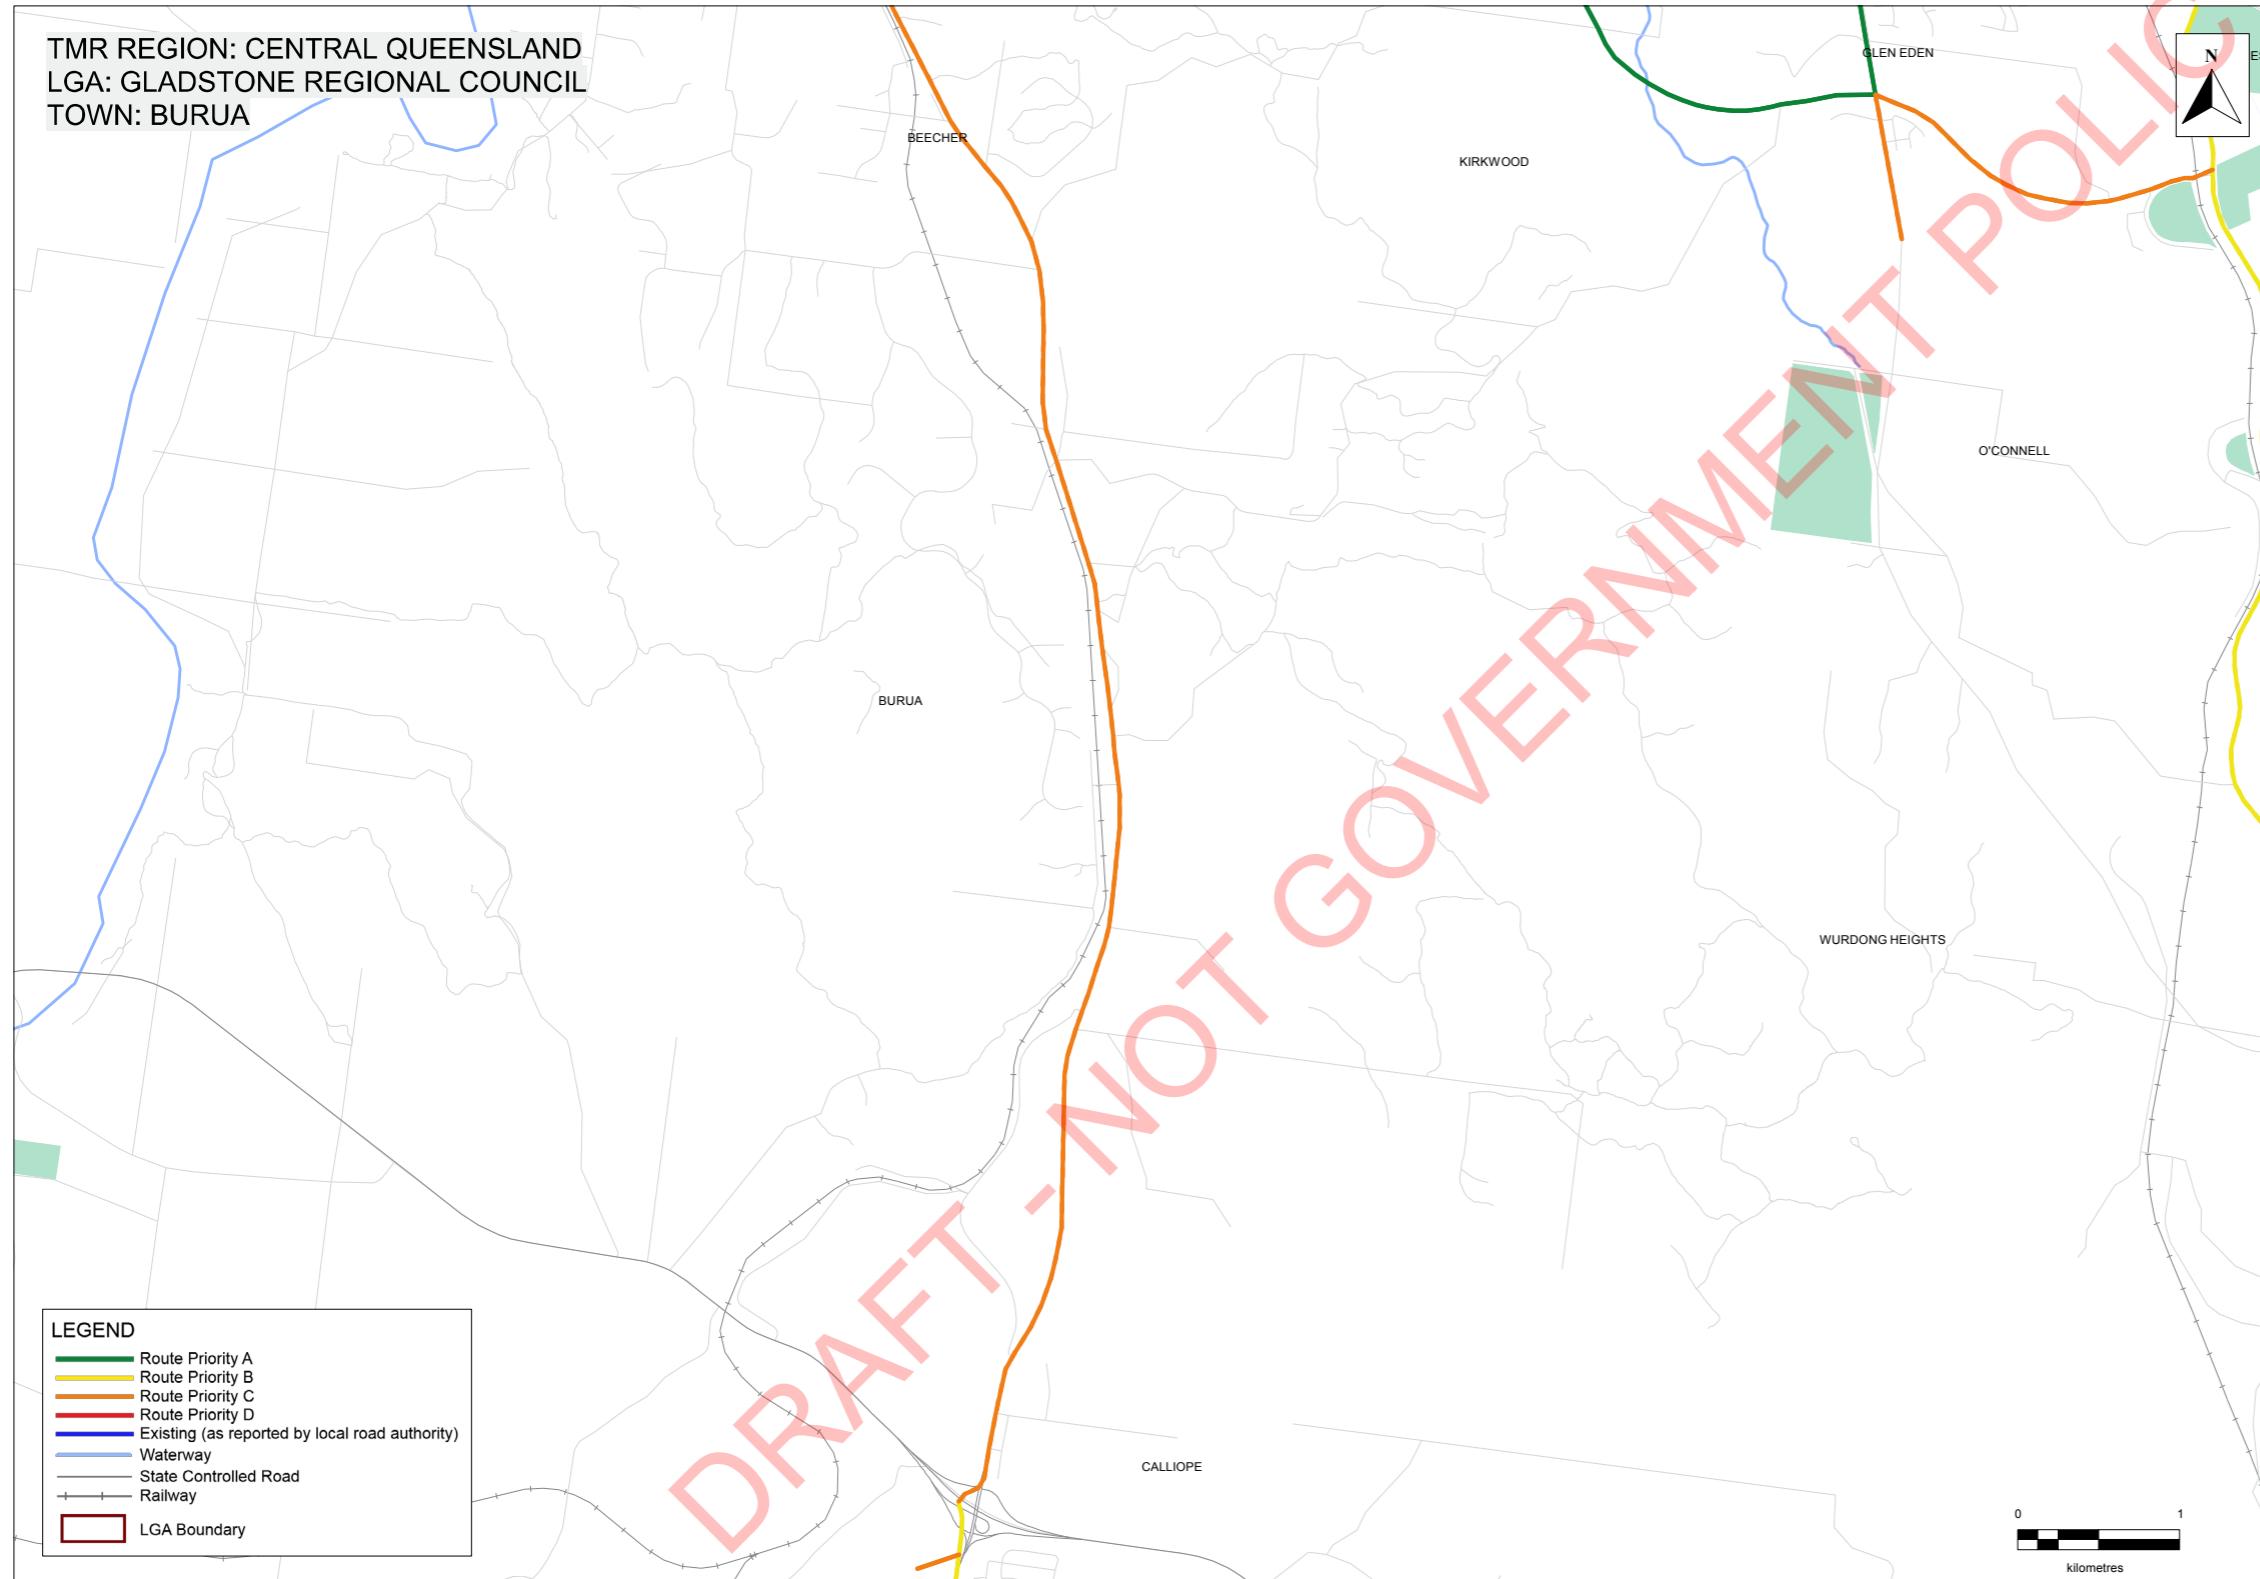 TMR REGION: CENTRAL QUEENSLAND
LGA: GLADSTONE REGIONAL COUNCIL
TOWN: BURUA
GLEN EDEN
N
BEECHER
KIRKWOOD
O'CONNELL
BURUA
WURDONG HEIGHTS
CALLIOPE
DRAFT - NOT GOVERNMENT POLIC
LEGEND
Route Priority A
Route Priority B
Route Priority C
Route Priority D
Existing (as reported by local road authority)
Waterway
State Controlled Road
Railway
LGA Boundary
0 1
kilometres